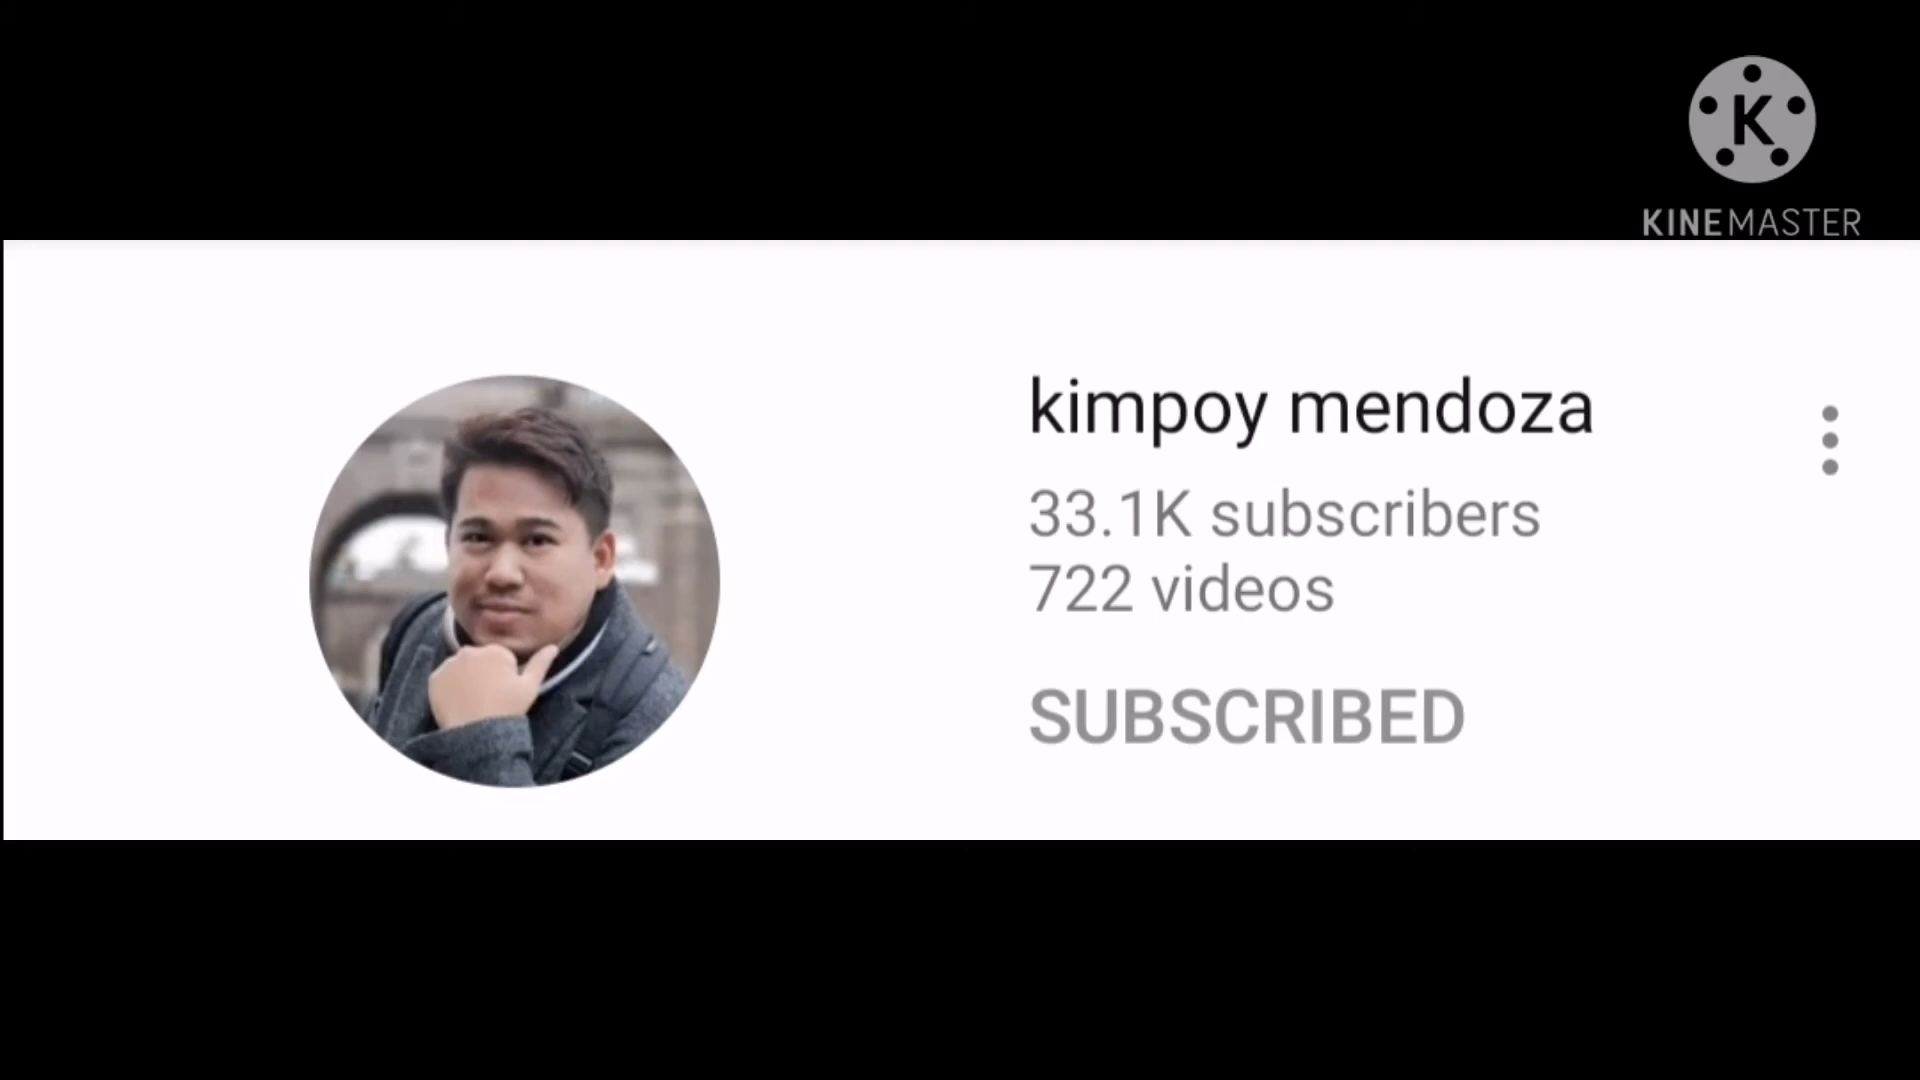 K
KINEMASTER
kimpoy mendoza
33.1K subscribers
722 videos
SUBSCRIBED